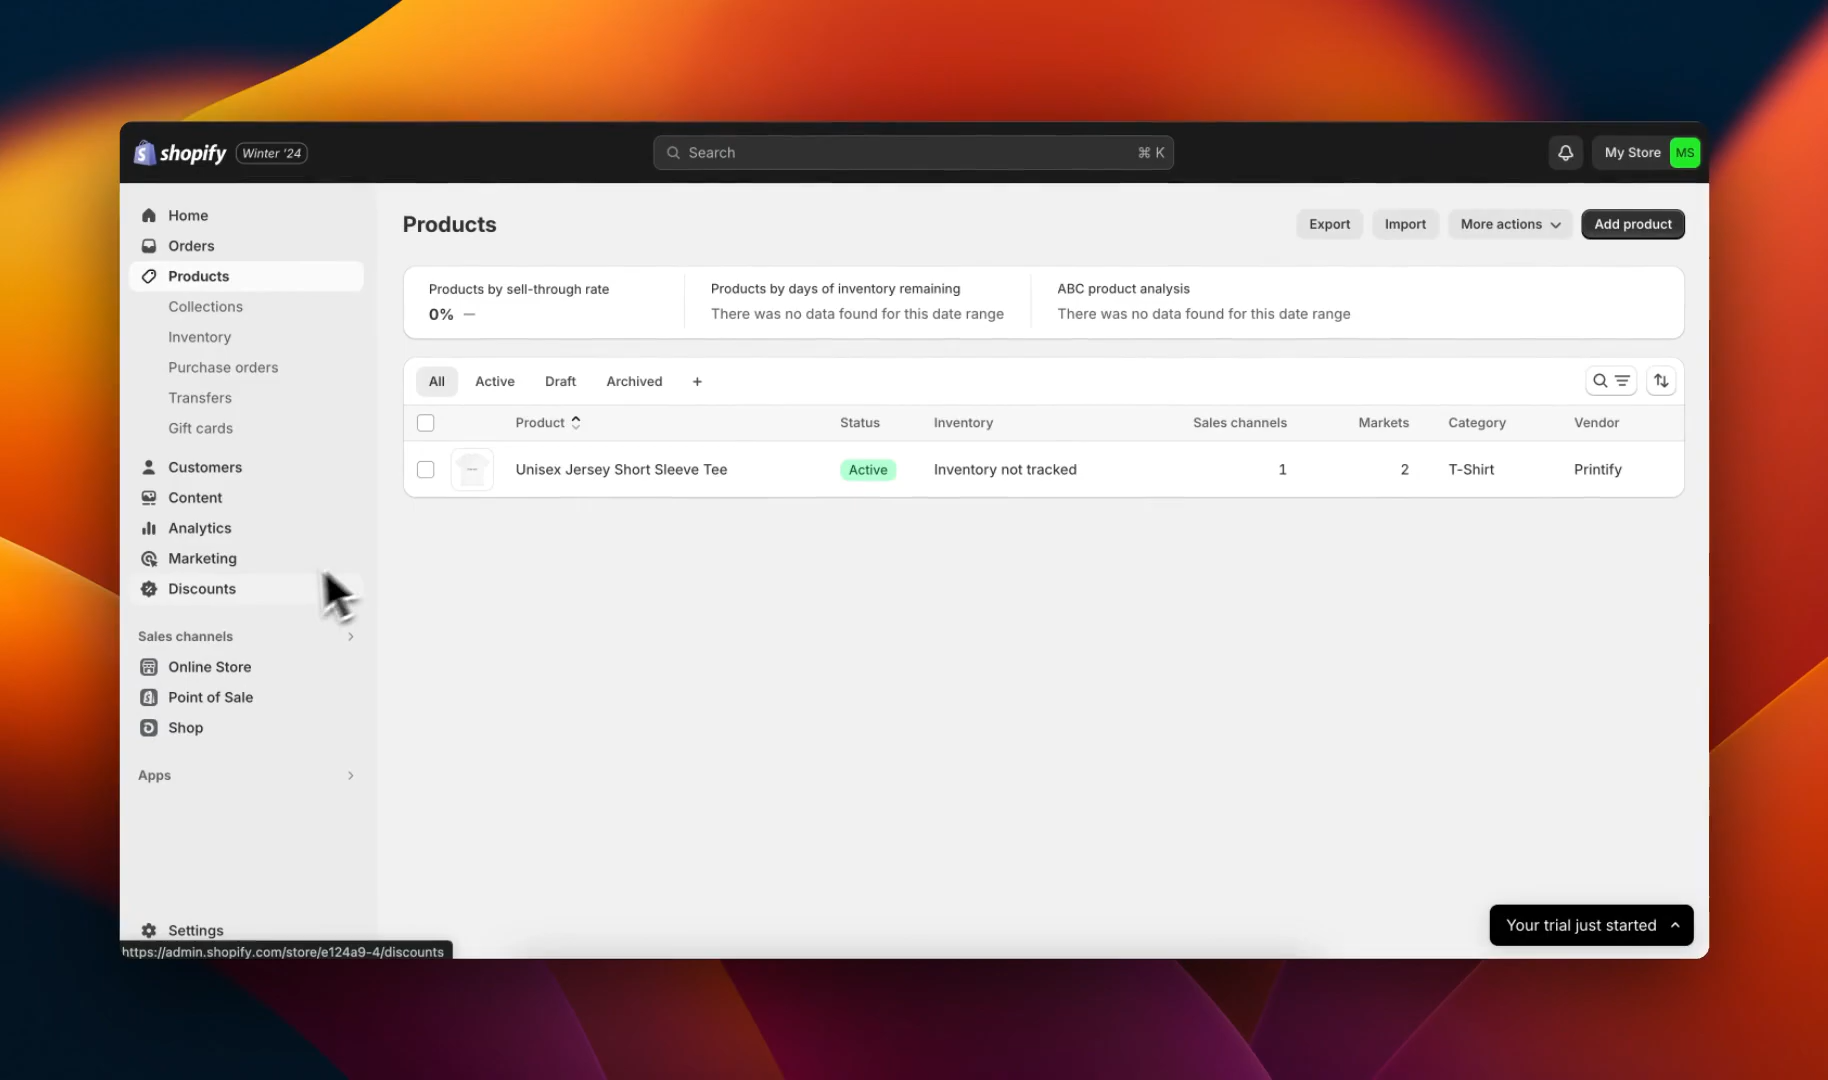 shopify Winter '24
Search ⌘ K
My Store MS
Home
Orders
Products
Collections
Inventory
Purchase orders
Transfers
Gift cards
Customers
Content
Analytics
Marketing
Discounts
Sales channels
Online Store
Point of Sale
Shop
Apps
Settings
https://admin.shopify.com/store/e124a9-4/discounts
Products
Export Import More actions Add product
Products by sell-through rate
0% —
Products by days of inventory remaining
There was no data found for this date range
ABC product analysis
There was no data found for this date range
All Active Draft Archived +
Product Status Inventory Sales channels Markets Category Vendor
Unisex Jersey Short Sleeve Tee Active Inventory not tracked 1 2 T-Shirt Printify
Your trial just started